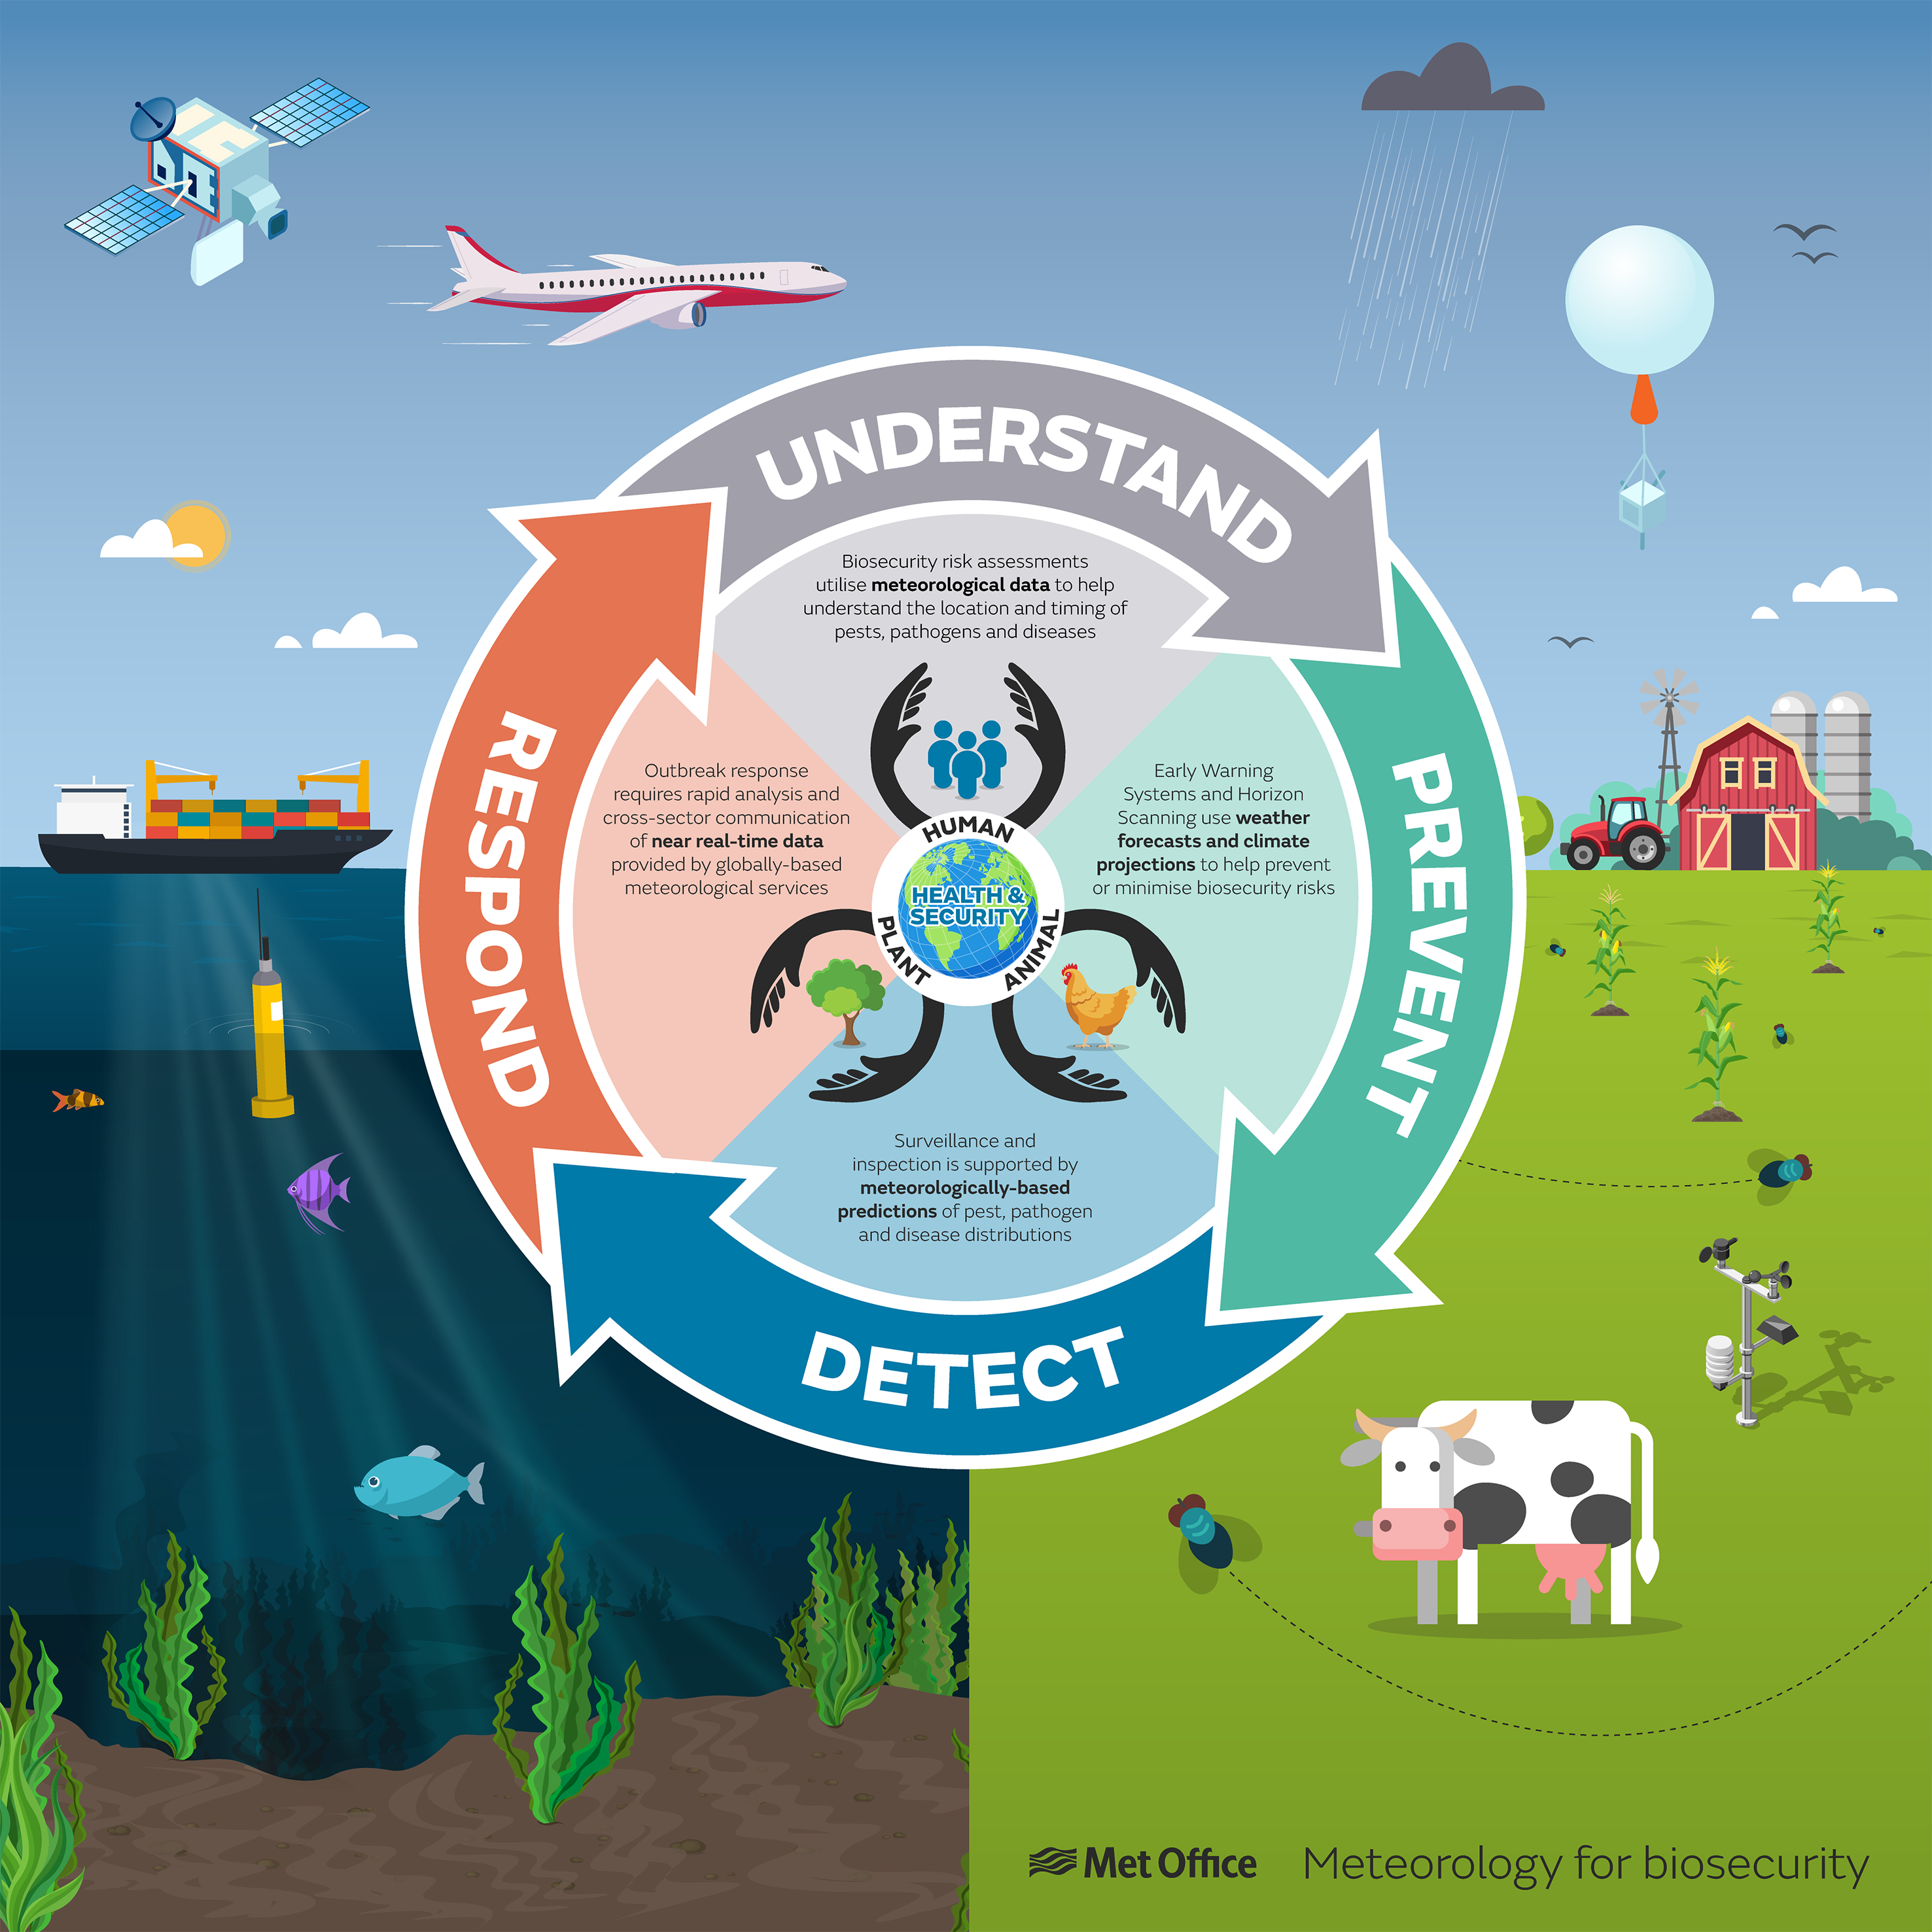 UNDERSTAND
Biosecurity risk assessments
utilise meteorological data to help
understand the location and timing of
pests, pathogens and diseases
PREVENT
Early Warning
Systems and Horizon
Scanning use weather
forecasts and climate
projections to help prevent
or minimise biosecurity risks
DETECT
Surveillance and
inspection is supported by
meteorologically-based
predictions of pest, pathogen
and disease distributions
RESPOND
Outbreak response
requires rapid analysis and
cross-sector communication
of near real-time data
provided by globally-based
meteorological services
HUMAN
HEALTH &
SECURITY
PLANT
ANIMAL
Met Office
Meteorology for biosecurity